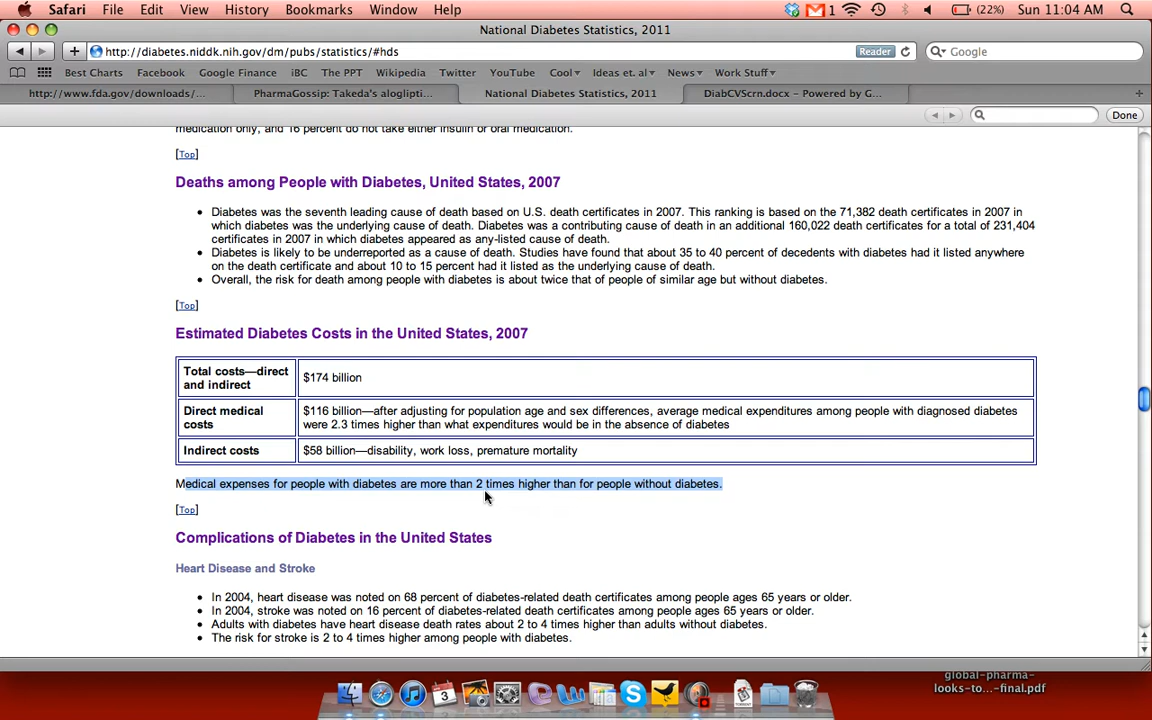 Safari File Edit View History Bookmarks Window Help 1 (22%) Sun 11:04 AM
National Diabetes Statistics, 2011
http://diabetes.niddk.nih.gov/dm/pubs/statistics/#hds Reader Google
Best Charts Facebook Google Finance iBC The PPT Wikipedia Twitter YouTube Cool Ideas et. al News Work Stuff
http://www.fda.gov/downloads/... PharmaGossip: Takeda's aloglipti... National Diabetes Statistics, 2011 DiabCVScrn.docx – Powered by G...
Done
medication only, and 16 percent do not take either insulin or oral medication.
[Top]
Deaths among People with Diabetes, United States, 2007
• Diabetes was the seventh leading cause of death based on U.S. death certificates in 2007. This ranking is based on the 71,382 death certificates in 2007 in
which diabetes was the underlying cause of death. Diabetes was a contributing cause of death in an additional 160,022 death certificates for a total of 231,404
certificates in 2007 in which diabetes appeared as any-listed cause of death.
• Diabetes is likely to be underreported as a cause of death. Studies have found that about 35 to 40 percent of decedents with diabetes had it listed anywhere
on the death certificate and about 10 to 15 percent had it listed as the underlying cause of death.
• Overall, the risk for death among people with diabetes is about twice that of people of similar age but without diabetes.
[Top]
Estimated Diabetes Costs in the United States, 2007
Total costs—direct
and indirect
$174 billion
Direct medical
costs
$116 billion—after adjusting for population age and sex differences, average medical expenditures among people with diagnosed diabetes
were 2.3 times higher than what expenditures would be in the absence of diabetes
Indirect costs
$58 billion—disability, work loss, premature mortality
Medical expenses for people with diabetes are more than 2 times higher than for people without diabetes.
[Top]
Complications of Diabetes in the United States
Heart Disease and Stroke
• In 2004, heart disease was noted on 68 percent of diabetes-related death certificates among people ages 65 years or older.
• In 2004, stroke was noted on 16 percent of diabetes-related death certificates among people ages 65 years or older.
• Adults with diabetes have heart disease death rates about 2 to 4 times higher than adults without diabetes.
• The risk for stroke is 2 to 4 times higher among people with diabetes.
global-pharma-
looks-to...-final.pdf
3